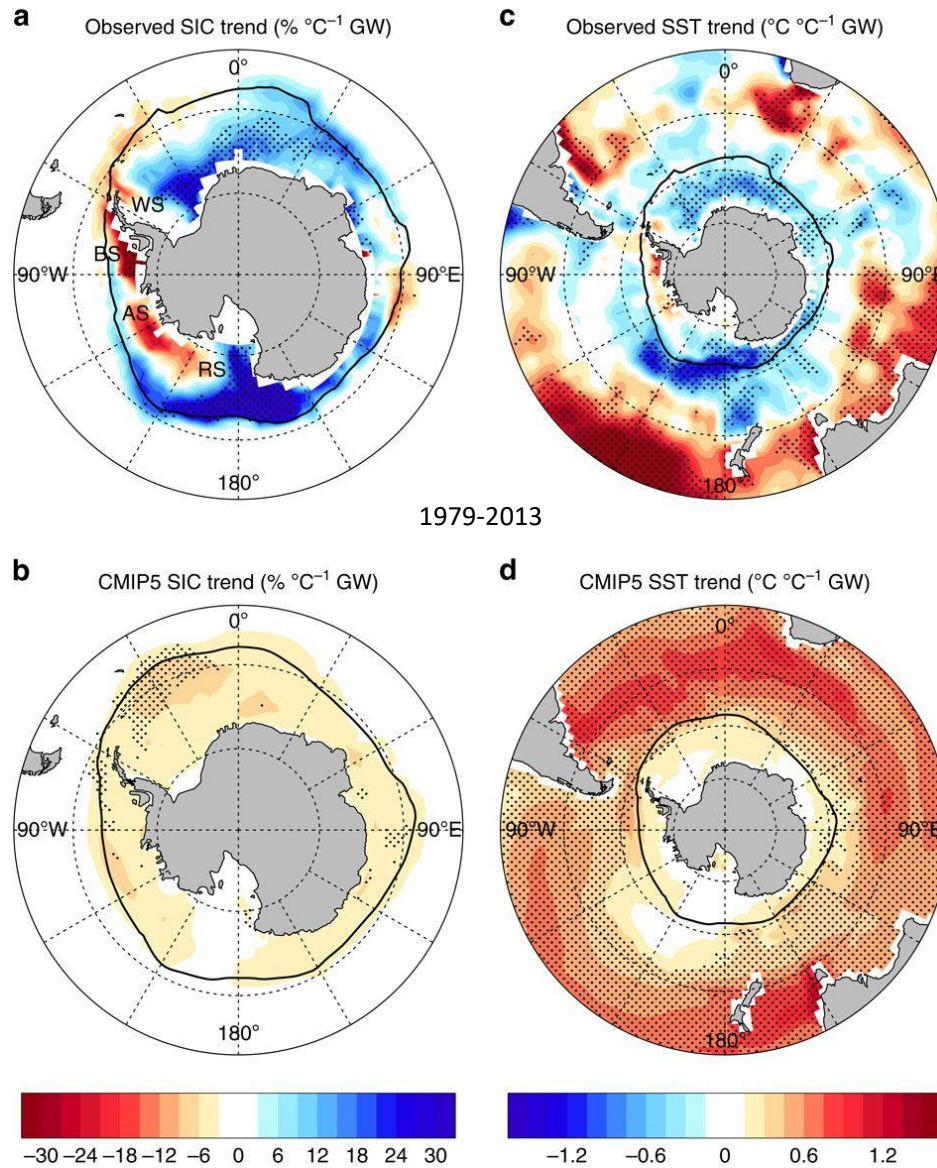 a
Observed SIC trend (% °C⁻¹ GW)
0°
WS
BS
90°W
90°E
AS
RS
180°
c
Observed SST trend (°C °C⁻¹ GW)
0°
90°W
90°E
180°
1979-2013
b
CMIP5 SIC trend (% °C⁻¹ GW)
0°
90°W
90°E
180°
d
CMIP5 SST trend (°C °C⁻¹ GW)
0°
90°W
90°E
180°
−30 −24 −18 −12 −6 0 6 12 18 24 30
−1.2 −0.6 0 0.6 1.2